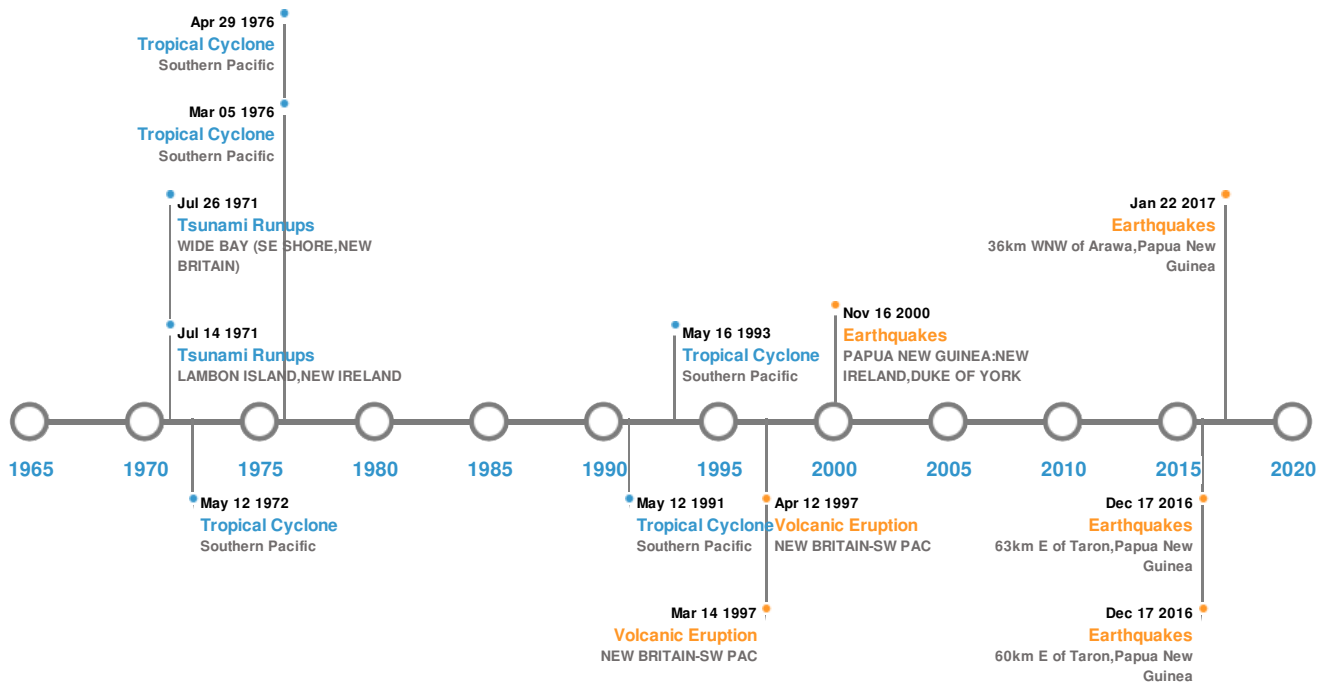 Apr 29 1976
Tropical Cyclone
Southern Pacific
Mar 05 1976
Tropical Cyclone
Southern Pacific
Jul 26 1971
Tsunami Runups
WIDE BAY (SE SHORE,NEW
BRITAIN)
Jul 14 1971
Tsunami Runups
LAMBON ISLAND,NEW IRELAND
May 16 1993
Tropical Cyclone
Southern Pacific
Nov 16 2000
Earthquakes
PAPUA NEW GUINEA:NEW
IRELAND,DUKE OF YORK
Jan 22 2017
Earthquakes
36km WNW of Arawa,Papua New
Guinea
1965 1970 1975 1980 1985 1990 1995 2000 2005 2010 2015 2020
May 12 1972
Tropical Cyclone
Southern Pacific
May 12 1991
Tropical Cyclone
Southern Pacific
Apr 12 1997
Volcanic Eruption
NEW BRITAIN-SW PAC
Mar 14 1997
Volcanic Eruption
NEW BRITAIN-SW PAC
Dec 17 2016
Earthquakes
63km E of Taron,Papua New
Guinea
Dec 17 2016
Earthquakes
60km E of Taron,Papua New
Guinea